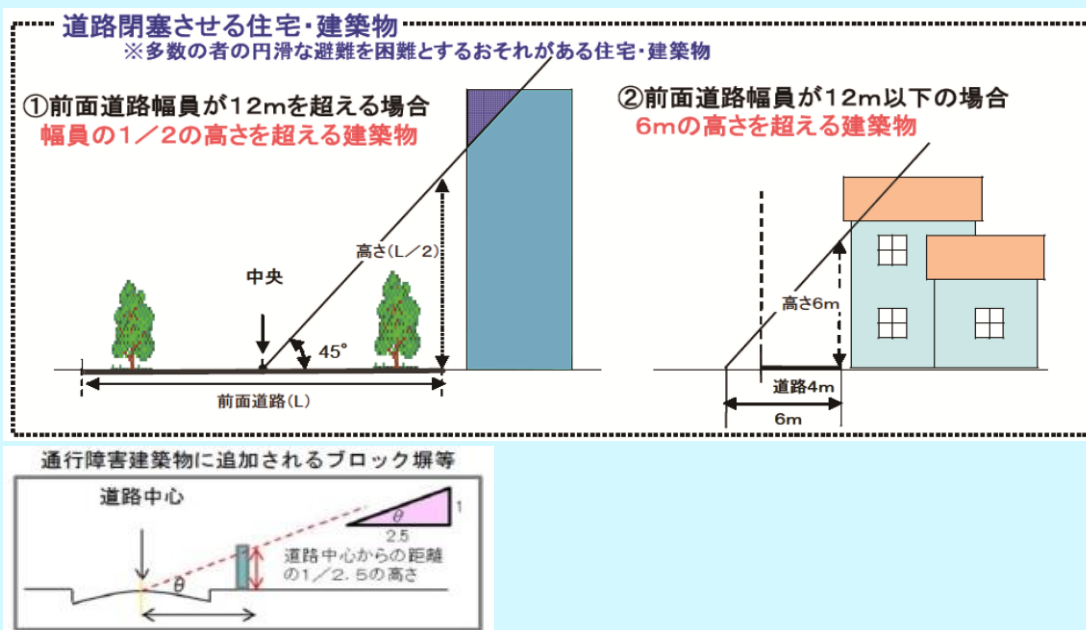 道路閉塞させる住宅・建築物
※多数の者の円滑な避難を困難とするおそれがある住宅・建築物
①前面道路幅員が12mを超える場合
幅員の1／2の高さを超える建築物
高さ(L／2)
中央
45°
前面道路(L)
②前面道路幅員が12m以下の場合
6mの高さを超える建築物
高さ6m
道路4m
6m
通行障害建築物に追加されるブロック塀等
道路中心
θ
1
2.5
道路中心からの距離
の1／2.5の高さ
θ